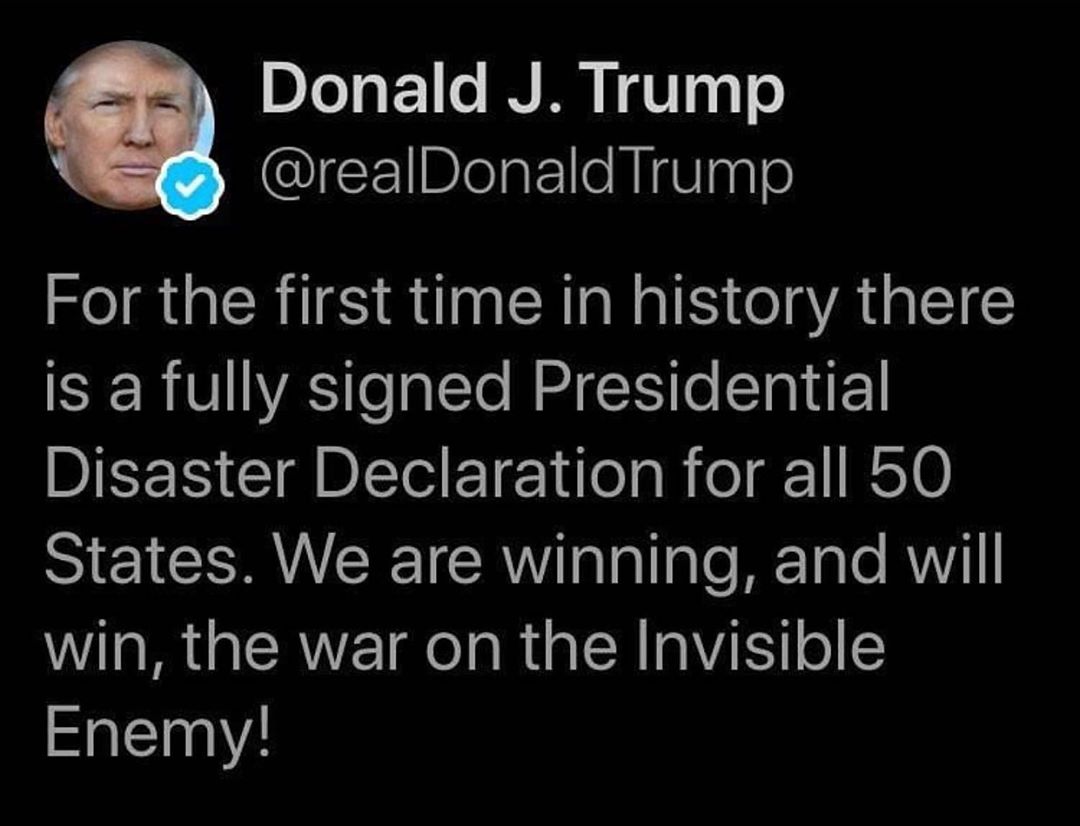 Donald J. Trump
@realDonaldTrump
For the first time in history there
is a fully signed Presidential
Disaster Declaration for all 50
States. We are winning, and will
win, the war on the Invisible
Enemy!